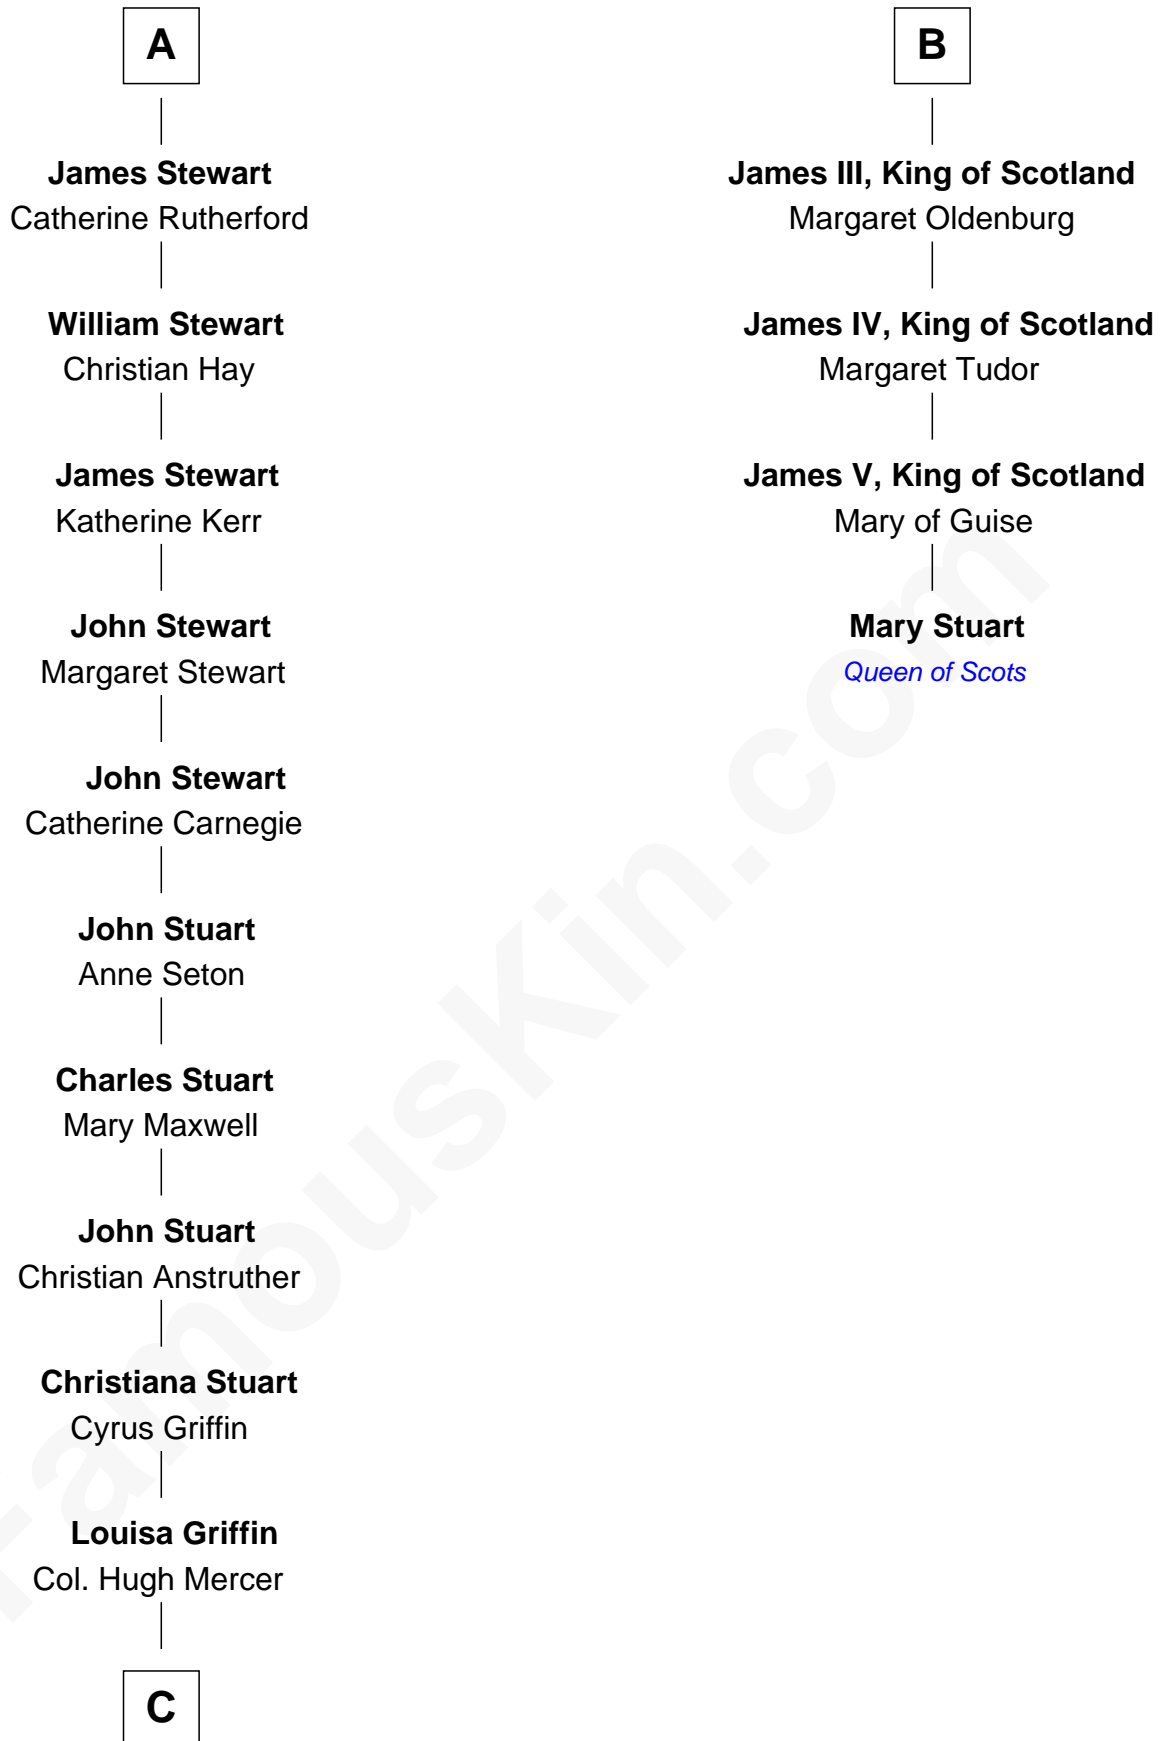 A
James Stewart
Catherine Rutherford
William Stewart
Christian Hay
James Stewart
Katherine Kerr
John Stewart
Margaret Stewart
John Stewart
Catherine Carnegie
John Stuart
Anne Seton
Charles Stuart
Mary Maxwell
John Stuart
Christian Anstruther
Christiana Stuart
Cyrus Griffin
Louisa Griffin
Col. Hugh Mercer
C
B
James III, King of Scotland
Margaret Oldenburg
James IV, King of Scotland
Margaret Tudor
James V, King of Scotland
Mary of Guise
Mary Stuart
Queen of Scots
FamousKin.com